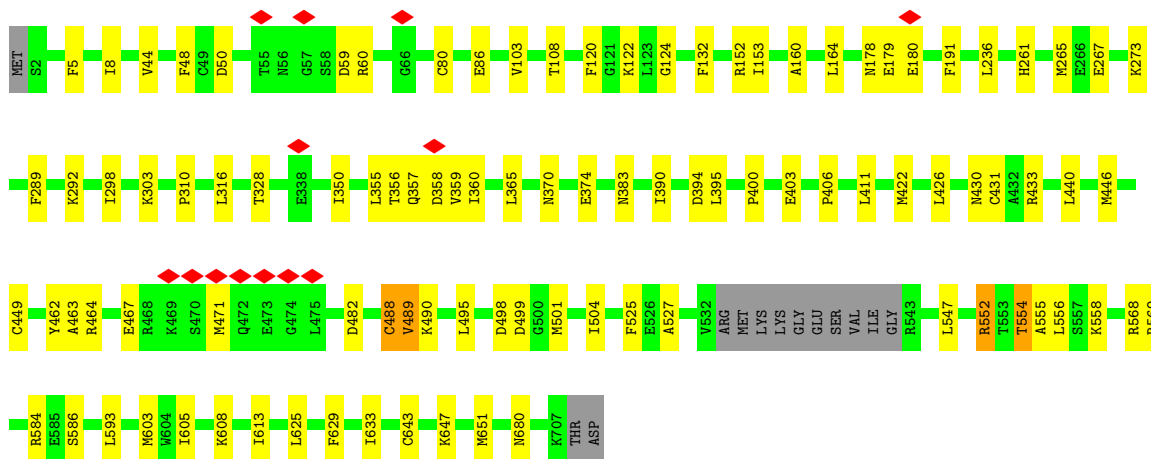 MET S2 F5 I8 V44 F48 C49 D50 T55 N56 G57 S58 D59 R60 G66 C80 E86 V103 T108 F120 G121 K122 L123 G124 F132 R152 I153 A160 L164 N178 E179 E180 F191 L236 H261 M265 E266 E267 K273
F289 K292 I298 K303 P310 L316 T328 E338 I350 L355 T356 Q357 D358 V359 I360 L365 N370 E374 N383 I390 D394 L395 P400 E403 P406 L411 M422 L426 N430 C431 A432 R433 L440 M446
C449 Y462 A463 R464 E467 R468 K469 S470 M471 Q472 E473 G474 L475 D482 C488 V489 K490 L495 D498 D499 G500 M501 I504 F525 E526 A527 V532 ARG MET LYS LYS GLY GLU SER VAL ILE GLY R543 L547 R552 T553 T554 A555 L556 S557 K558 R568
R584 E585 S586 L593 M603 W604 I605 K608 I613 L625 F629 I633 C643 K647 M651 N680 K707 THR ASP